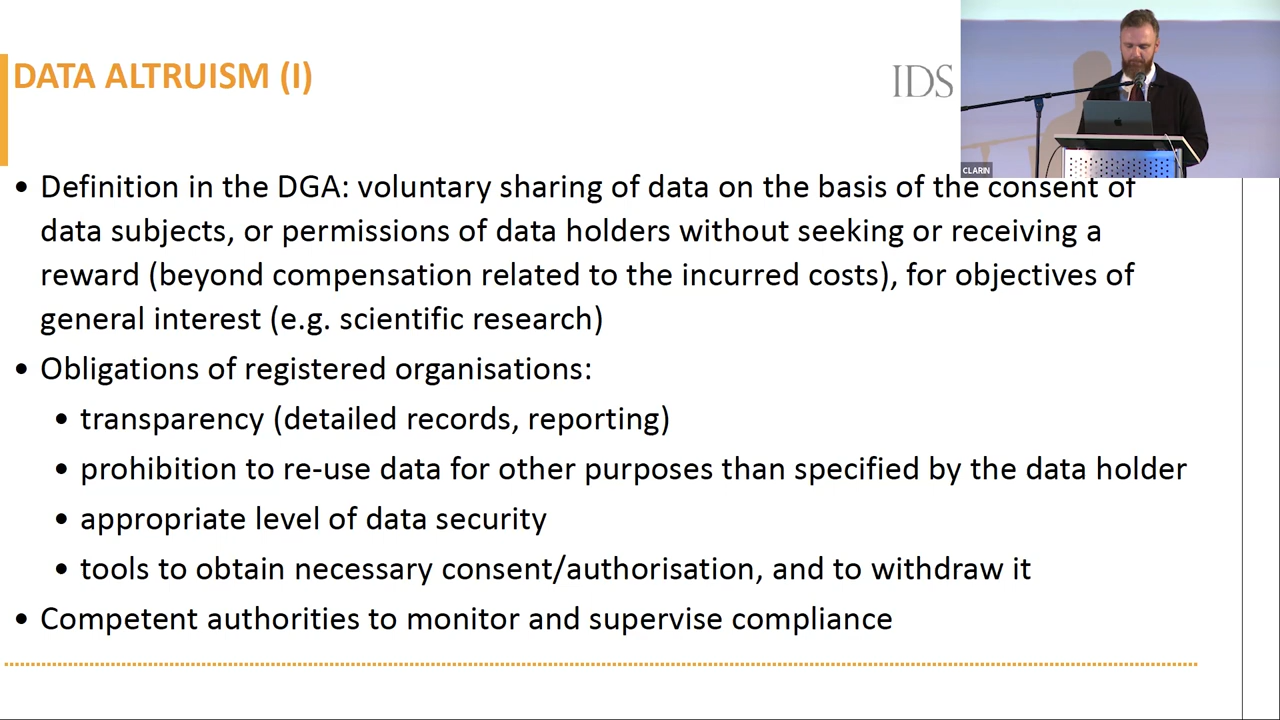 DATA ALTRUISM (I)
IDS
CLARIN
• Definition in the DGA: voluntary sharing of data on the basis of the consent of
data subjects, or permissions of data holders without seeking or receiving a
reward (beyond compensation related to the incurred costs), for objectives of
general interest (e.g. scientific research)
• Obligations of registered organisations:
• transparency (detailed records, reporting)
• prohibition to re-use data for other purposes than specified by the data holder
• appropriate level of data security
• tools to obtain necessary consent/authorisation, and to withdraw it
• Competent authorities to monitor and supervise compliance